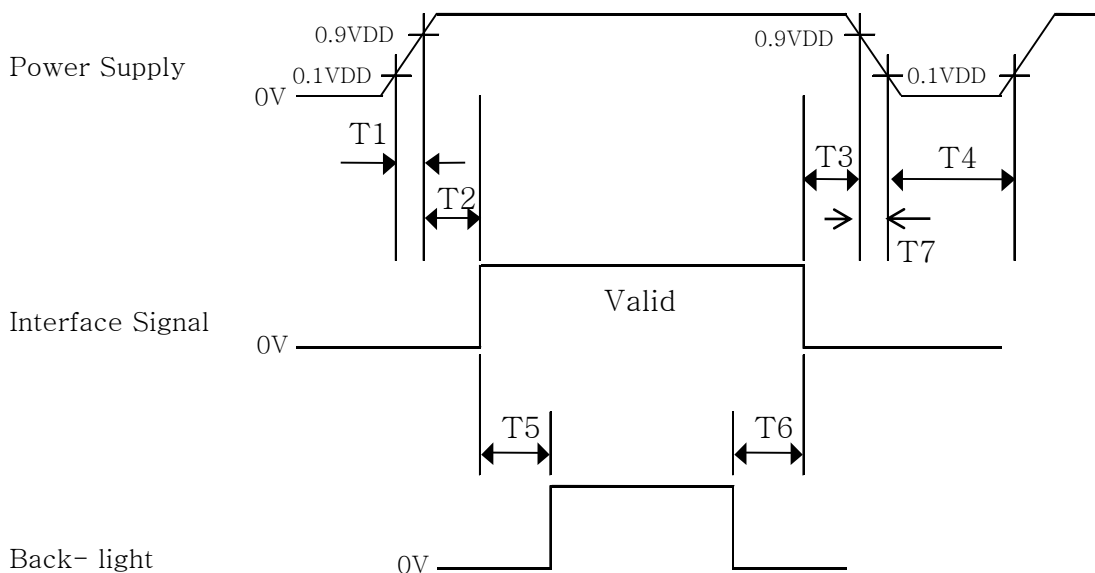 0.9VDD 0.9VDD
Power Supply 0.1VDD 0.1VDD
0V
T1 T3 T4
T2
T7
Valid
Interface Signal
0V
T5 T6
Back- light 0V